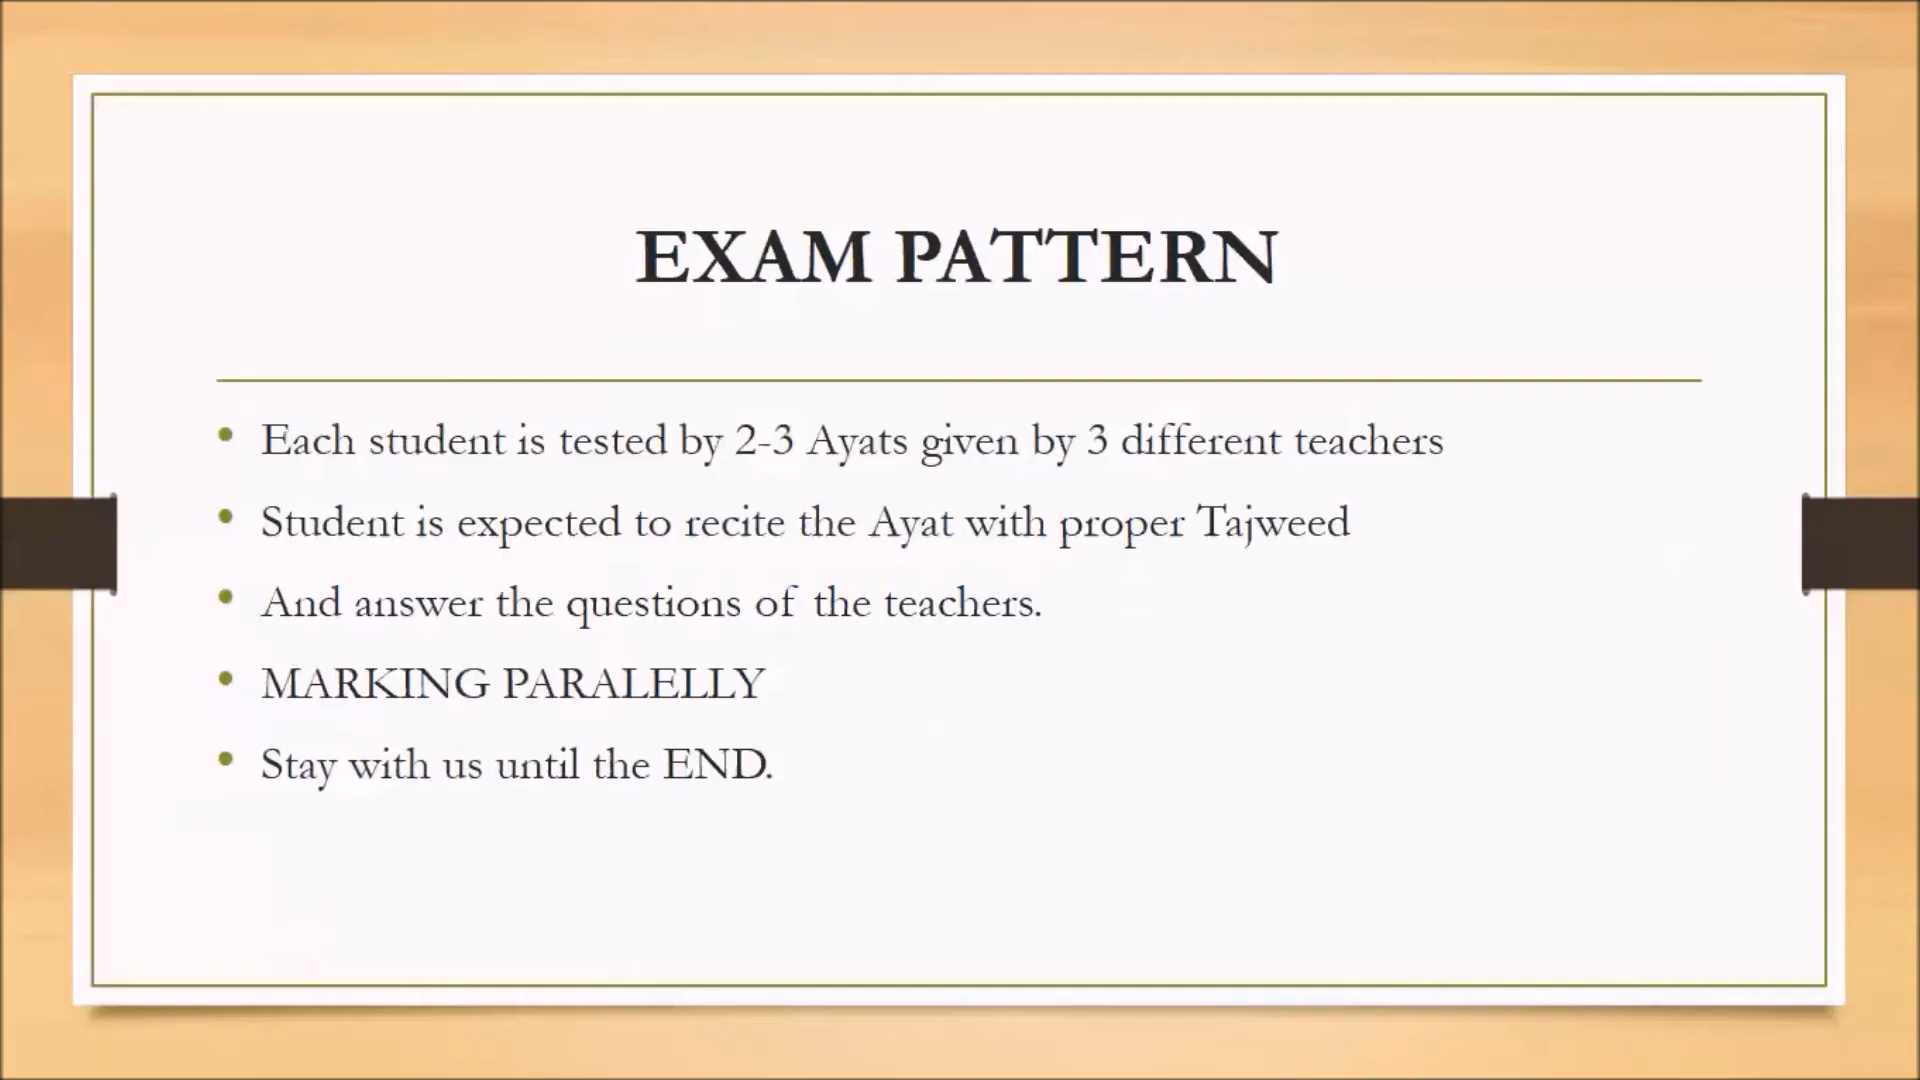 EXAM PATTERN
Each student is tested by 2-3 Ayats given by 3 different teachers
Student is expected to recite the Ayat with proper Tajweed
And answer the questions of the teachers.
MARKING PARALELLY
Stay with us until the END.